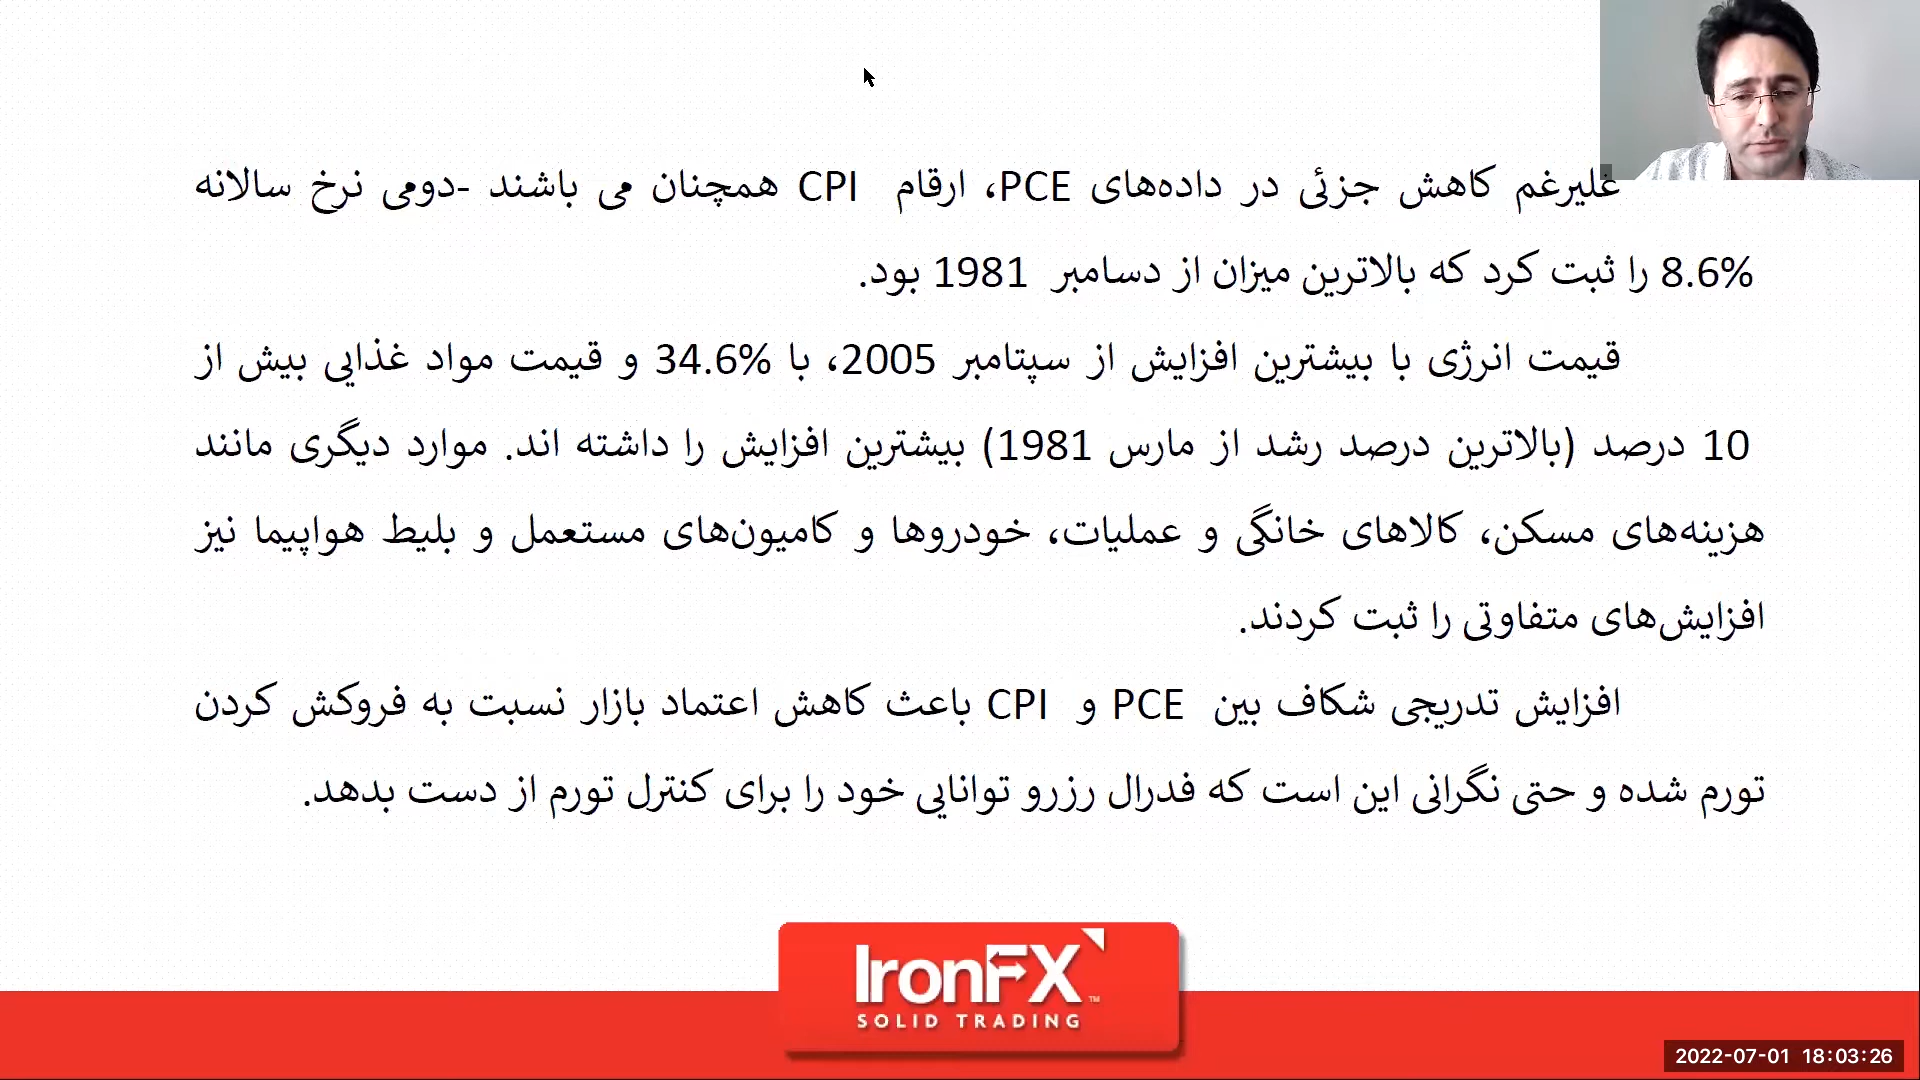 غلیرغم کاهش جزئی در داده‌های PCE، ارقام CPI همچنان می باشند -دومی نرخ سالانه
8.6% را ثبت کرد که بالاترین میزان از دسامبر 1981 بود.
قیمت انرژی با بیشترین افزایش از سپتامبر 2005، با 34.6% و قیمت مواد غذایی بیش از
10 درصد (بالاترین درصد رشد از مارس 1981) بیشترین افزایش را داشته اند. موارد دیگری مانند
هزینه‌های مسکن، کالاهای خانگی و عملیات، خودروها و کامیون‌های مستعمل و بلیط هواپیما نیز
افزایش‌های متفاوتی را ثبت کردند.
افزایش تدریجی شکاف بین PCE و CPI باعث کاهش اعتماد بازار نسبت به فروکش کردن
تورم شده و حتی نگرانی این است که فدرال رزرو توانایی خود را برای کنترل تورم از دست بدهد.
IronFX™
SOLID TRADING
2022-07-01 18:03:26